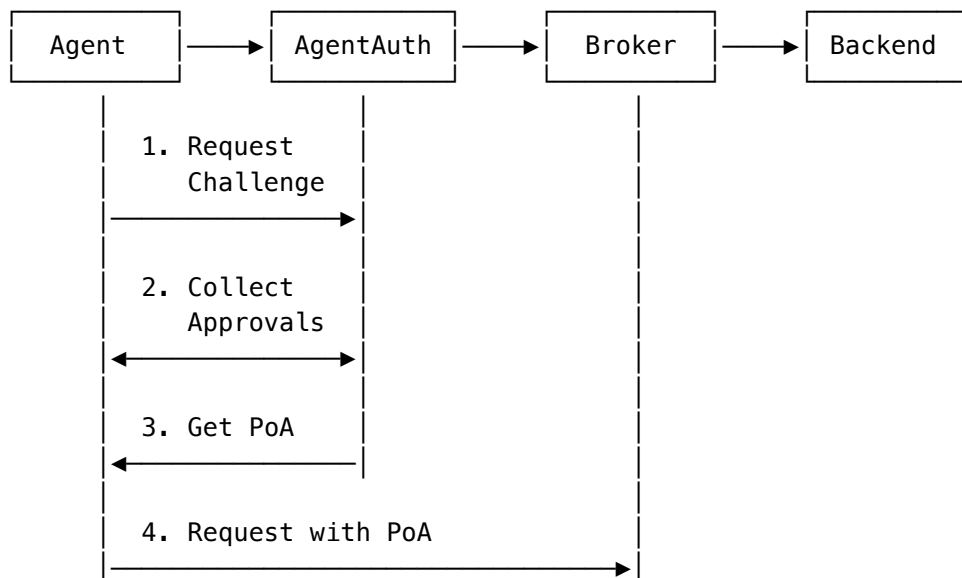 Agent AgentAuth Broker Backend
1. Request
Challenge
2. Collect
Approvals
3. Get PoA
4. Request with PoA